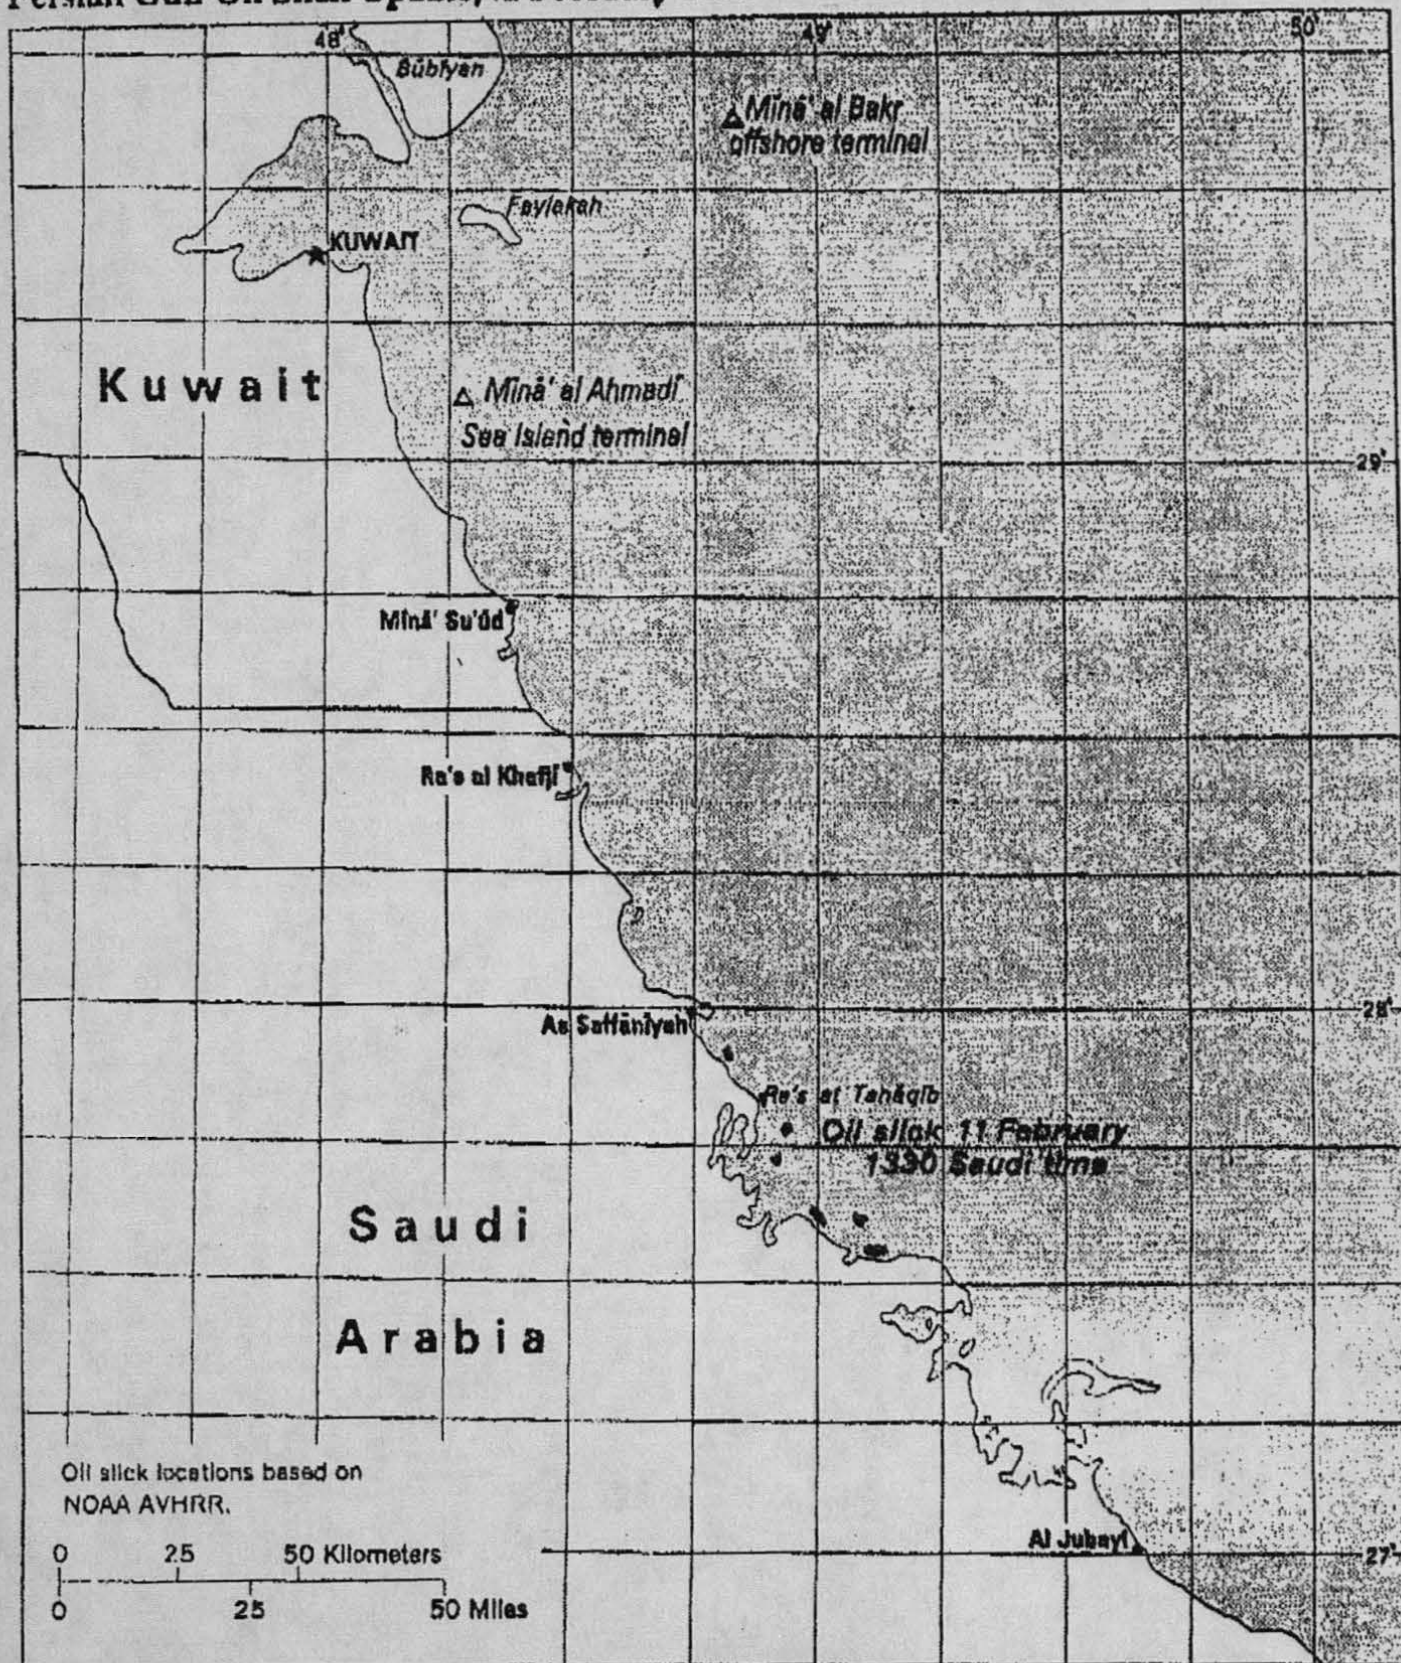 48°
49°
50°
Būbīyan
Mīnā' al Bakr
offshore terminal
Faylakah
KUWAIT
Kuwait
Mīnā' al Ahmadī
Sea Island terminal
29°
Mīnā' Su'ūd
Ra's al Khafjī
28°
As Saffānīyah
Ra's at Tanāqīb
Oil slick 11 February
1330 Saudi time
Saudi
Arabia
Oil slick locations based on
NOAA AVHRR.
Al Jubayl
27°
0 25 50 Kilometers
0 25 50 Miles